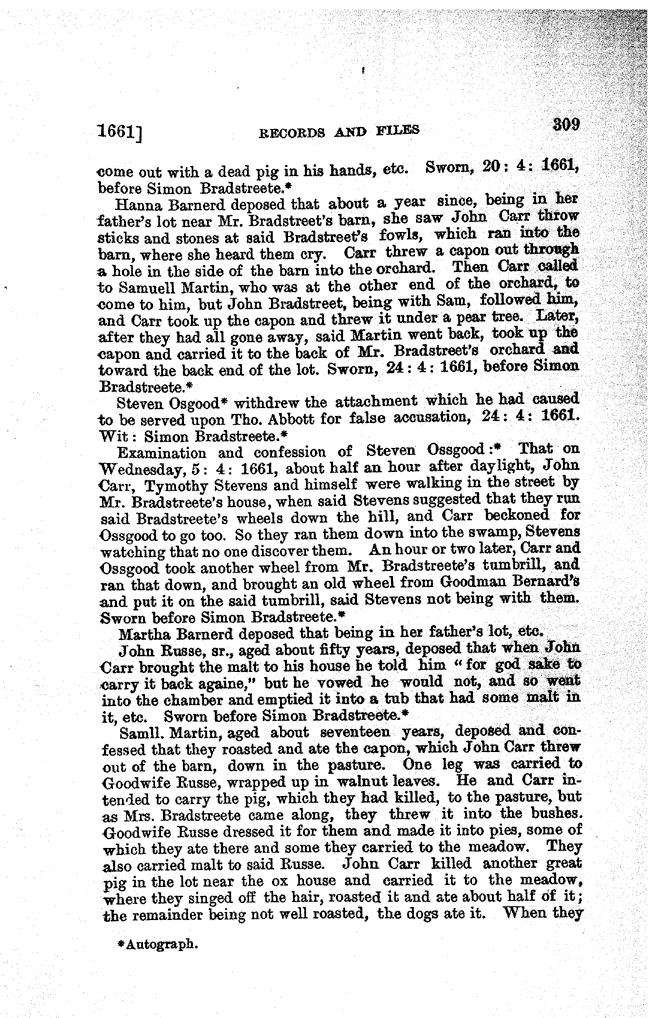 1661] RECORDS AND FILES 309
come out with a dead pig in his hands, etc. Sworn, 20: 4: 1661,
before Simon Bradstreete.*
Hanna Barnerd deposed that about a year since, being in her
father's lot near Mr. Bradstreet's barn, she saw John Carr throw
sticks and stones at said Bradstreet's fowls, which ran into the
barn, where she heard them cry. Carr threw a capon out through
a hole in the side of the barn into the orchard. Then Carr called
to Samuell Martin, who was at the other end of the orchard, to
come to him, but John Bradstreet, being with Sam, followed him,
and Carr took up the capon and threw it under a pear tree. Later,
after they had all gone away, said Martin went back, took up the
capon and carried it to the back of Mr. Bradstreet's orchard and
toward the back end of the lot. Sworn, 24: 4: 1661, before Simon
Bradstreete.*
Steven Osgood* withdrew the attachment which he had caused
to be served upon Tho. Abbott for false accusation, 24: 4: 1661.
Wit: Simon Bradstreete.*
Examination and confession of Steven Ossgood:* That on
Wednesday, 5: 4: 1661, about half an hour after daylight, John
Carr, Tymothy Stevens and himself were walking in the street by
Mr. Bradstreete's house, when said Stevens suggested that they run
said Bradstreete's wheels down the hill, and Carr beckoned for
Ossgood to go too. So they ran them down into the swamp, Stevens
watching that no one discover them. An hour or two later, Carr and
Ossgood took another wheel from Mr. Bradstreete's tumbrill, and
ran that down, and brought an old wheel from Goodman Bernard's
and put it on the said tumbrill, said Stevens not being with them.
Sworn before Simon Bradstreete.*
Martha Barnerd deposed that being in her father's lot, etc.
John Russe, sr., aged about fifty years, deposed that when John
Carr brought the malt to his house he told him "for god sake to
carry it back againe," but he vowed he would not, and so went
into the chamber and emptied it into a tub that had some malt in
it, etc. Sworn before Simon Bradstreete.*
Samll. Martin, aged about seventeen years, deposed and con-
fessed that they roasted and ate the capon, which John Carr threw
out of the barn, down in the pasture. One leg was carried to
Goodwife Russe, wrapped up in walnut leaves. He and Carr in-
tended to carry the pig, which they had killed, to the pasture, but
as Mrs. Bradstreete came along, they threw it into the bushes.
Goodwife Russe dressed it for them and made it into pies, some of
which they ate there and some they carried to the meadow. They
also carried malt to said Russe. John Carr killed another great
pig in the lot near the ox house and carried it to the meadow,
where they singed off the hair, roasted it and ate about half of it;
the remainder being not well roasted, the dogs ate it. When they
*Autograph.